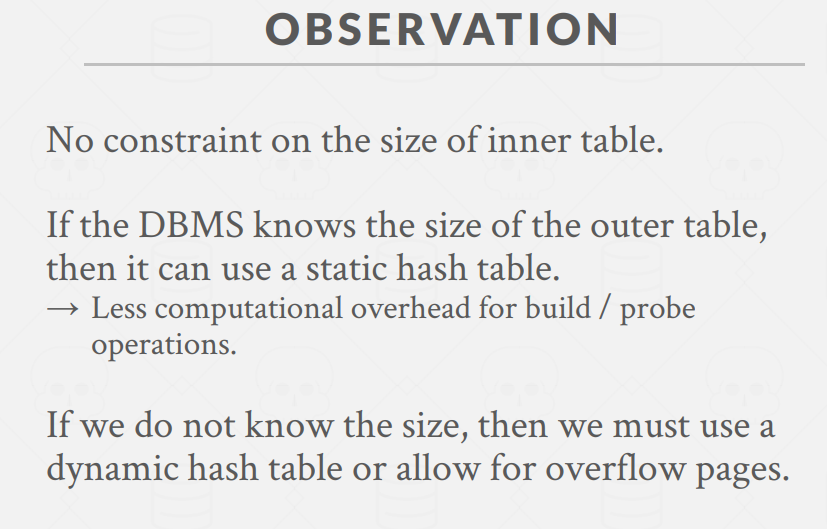 OBSERVATION
No constraint on the size of inner table.
If the DBMS knows the size of the outer table,
then it can use a static hash table.
→ Less computational overhead for build / probe
operations.
If we do not know the size, then we must use a
dynamic hash table or allow for overflow pages.